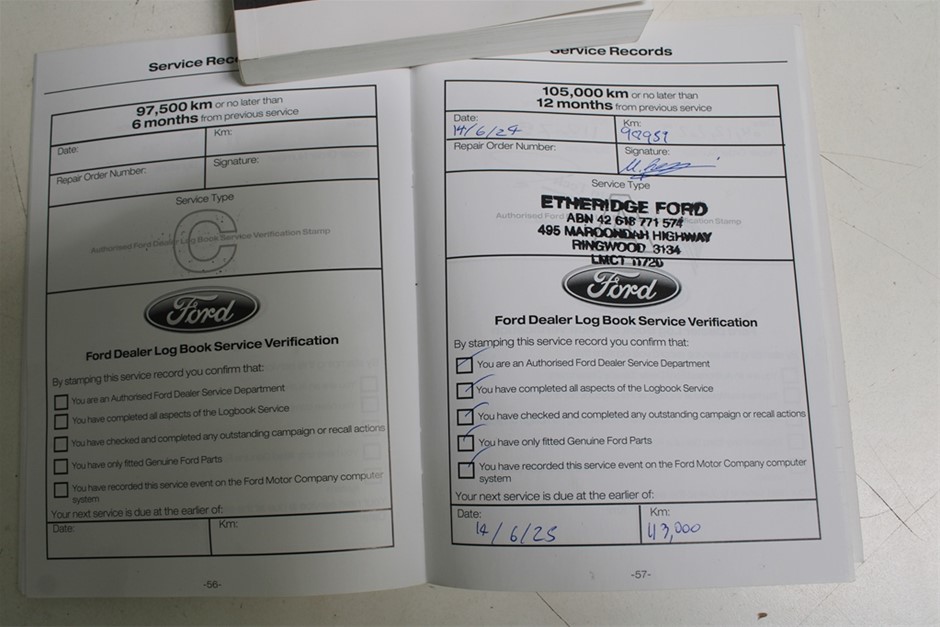 Service Reco
97,500 km or no later than
6 months from previous service
Date:
Km:
Repair Order Number:
Signature:
Service Type
C
Authorised Ford Dealer Log Book Service Verification Stamp
Ford
Ford Dealer Log Book Service Verification
By stamping this service record you confirm that:
You are an Authorised Ford Dealer Service Department
You have completed all aspects of the Logbook Service
You have checked and completed any outstanding campaign or recall actions
You have only fitted Genuine Ford Parts
You have recorded this service event on the Ford Motor Company computer
system
Your next service is due at the earlier of:
Date:
Km:
-56-
Service Records
105,000 km or no later than
12 months from previous service
Date:
14/6/24
Km:
Repair Order Number:
Signature:
Service Type
ETHERIDGE FORD
Authorised Ford
ification Stamp
ABN 42 618 771 574
495 MAROONDAH HIGHWAY
RINGWOOD 3134
LMCT 11720
Ford
Ford Dealer Log Book Service Verification
By stamping this service record you confirm that:
You are an Authorised Ford Dealer Service Department
You have completed all aspects of the Logbook Service
You have checked and completed any outstanding campaign or recall actions
You have only fitted Genuine Ford Parts
You have recorded this service event on the Ford Motor Company computer
system
Your next service is due at the earlier of:
Date:
14/6/25
Km:
-57-